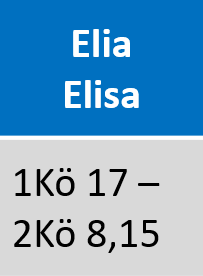 Elia
Elisa
1Kö 17 –
2Kö 8,15